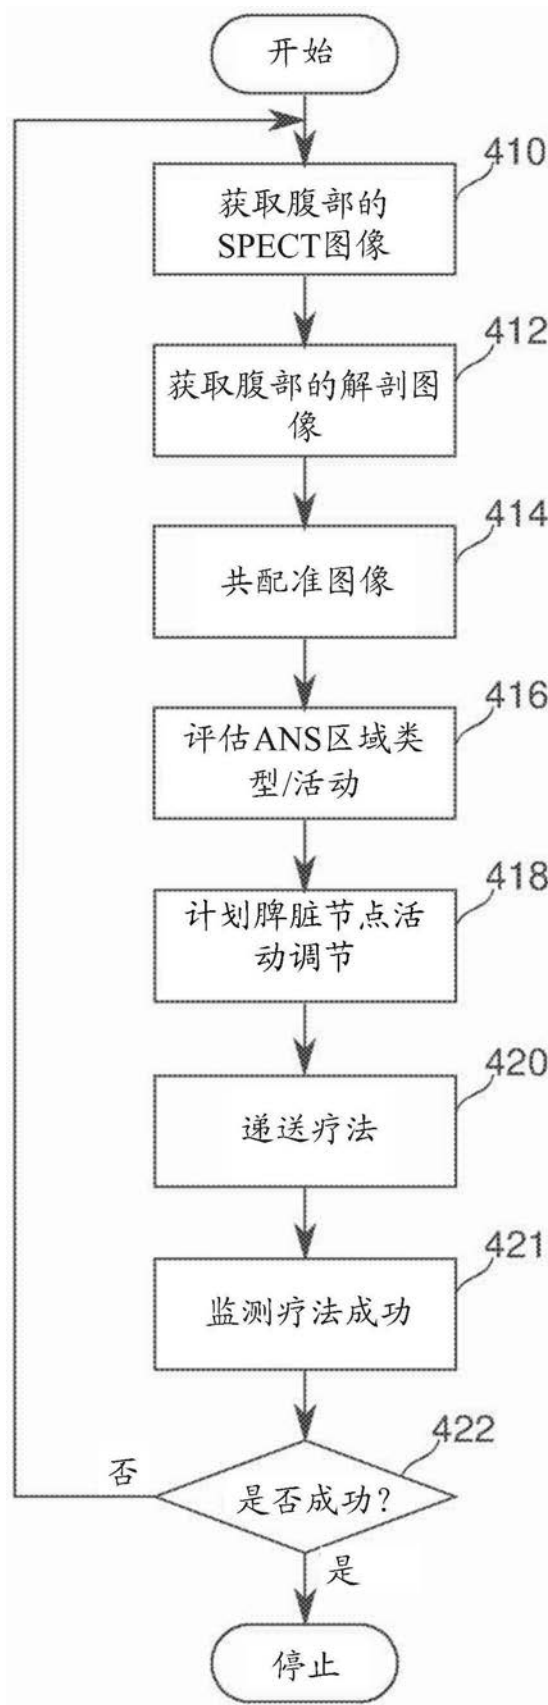 开始
410
获取腹部的
SPECT图像
412
获取腹部的解剖图
像
414
共配准图像
416
评估ANS区域类
型/活动
418
计划脾脏节点活
动调节
420
递送疗法
421
监测疗法成功
422
否
是否成功?
是
停止